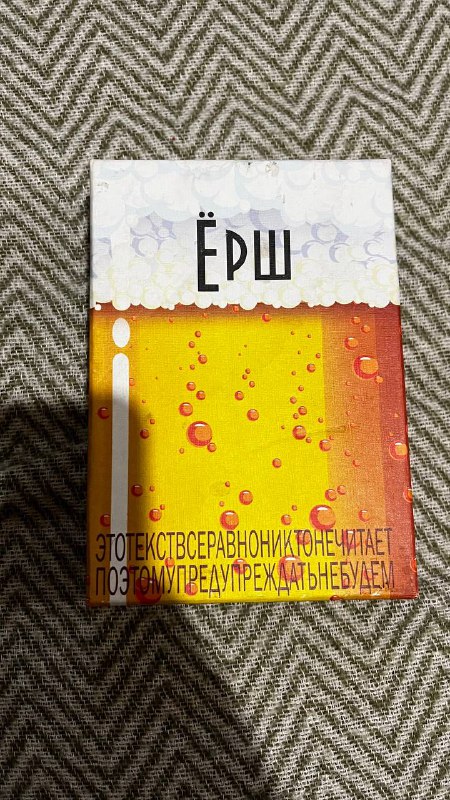 Ёрш
ЭТОТЕКСТВСЕРАВНОНИКТОНЕЧИТАЕТ
ПОЭТОМУПРЕДУПРЕЖДАТЬНЕБУДЕМ